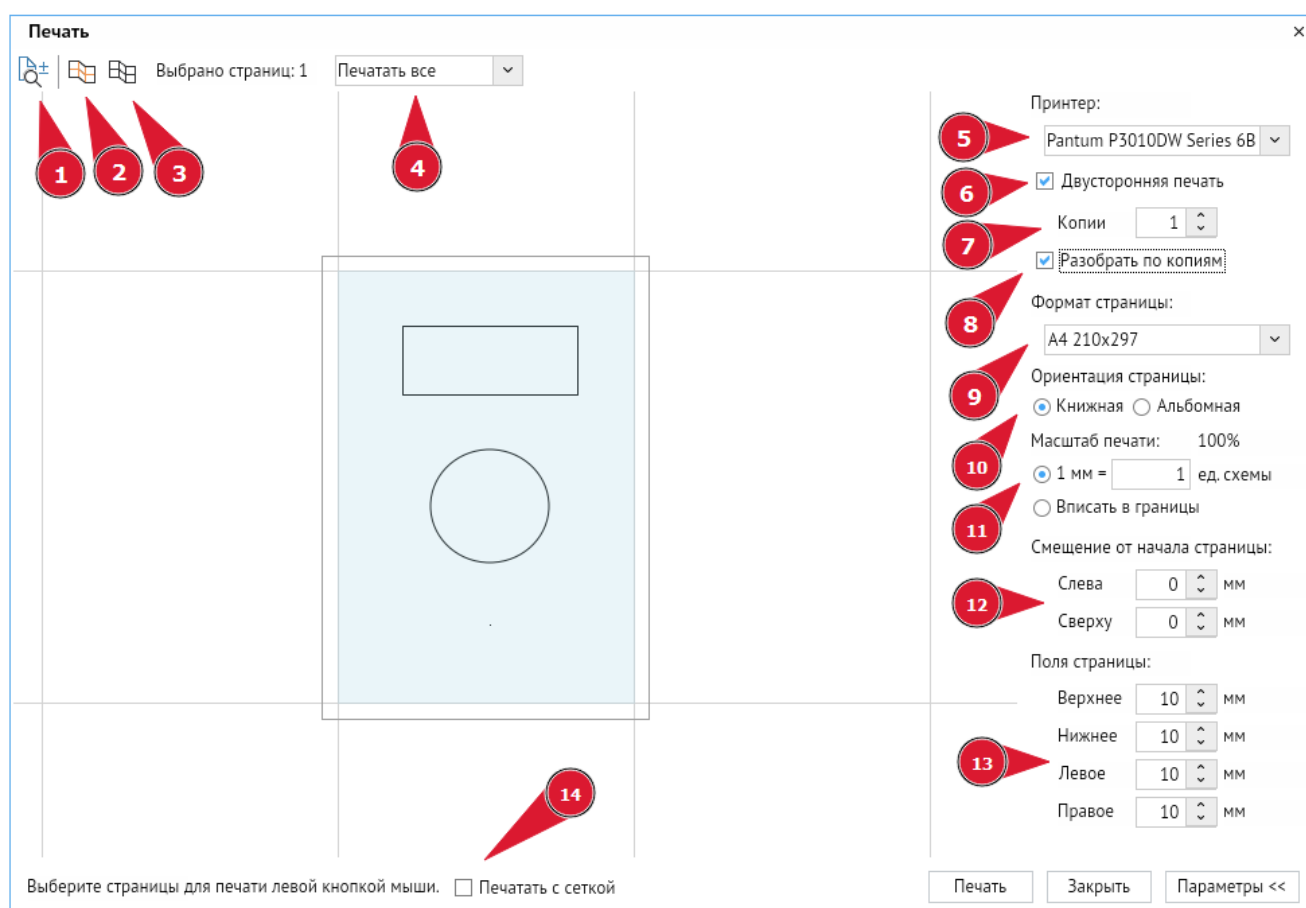 Печать
Выбрано страниц: 1
Печатать все
1
2
3
4
Принтер:
5
Pantum P3010DW Series 6B
6
Двусторонняя печать
7
Копии 1
Разобрать по копиям
8
Формат страницы:
A4 210x297
9
Ориентация страницы:
Книжная Альбомная
10
Масштаб печати: 100%
1 мм = 1 ед. схемы
11
Вписать в границы
Смещение от начала страницы:
Слева 0 мм
12
Сверху 0 мм
Поля страницы:
Верхнее 10 мм
Нижнее 10 мм
13
Левое 10 мм
Правое 10 мм
14
Выберите страницы для печати левой кнопкой мыши. Печатать с сеткой
Печать Закрыть Параметры <<